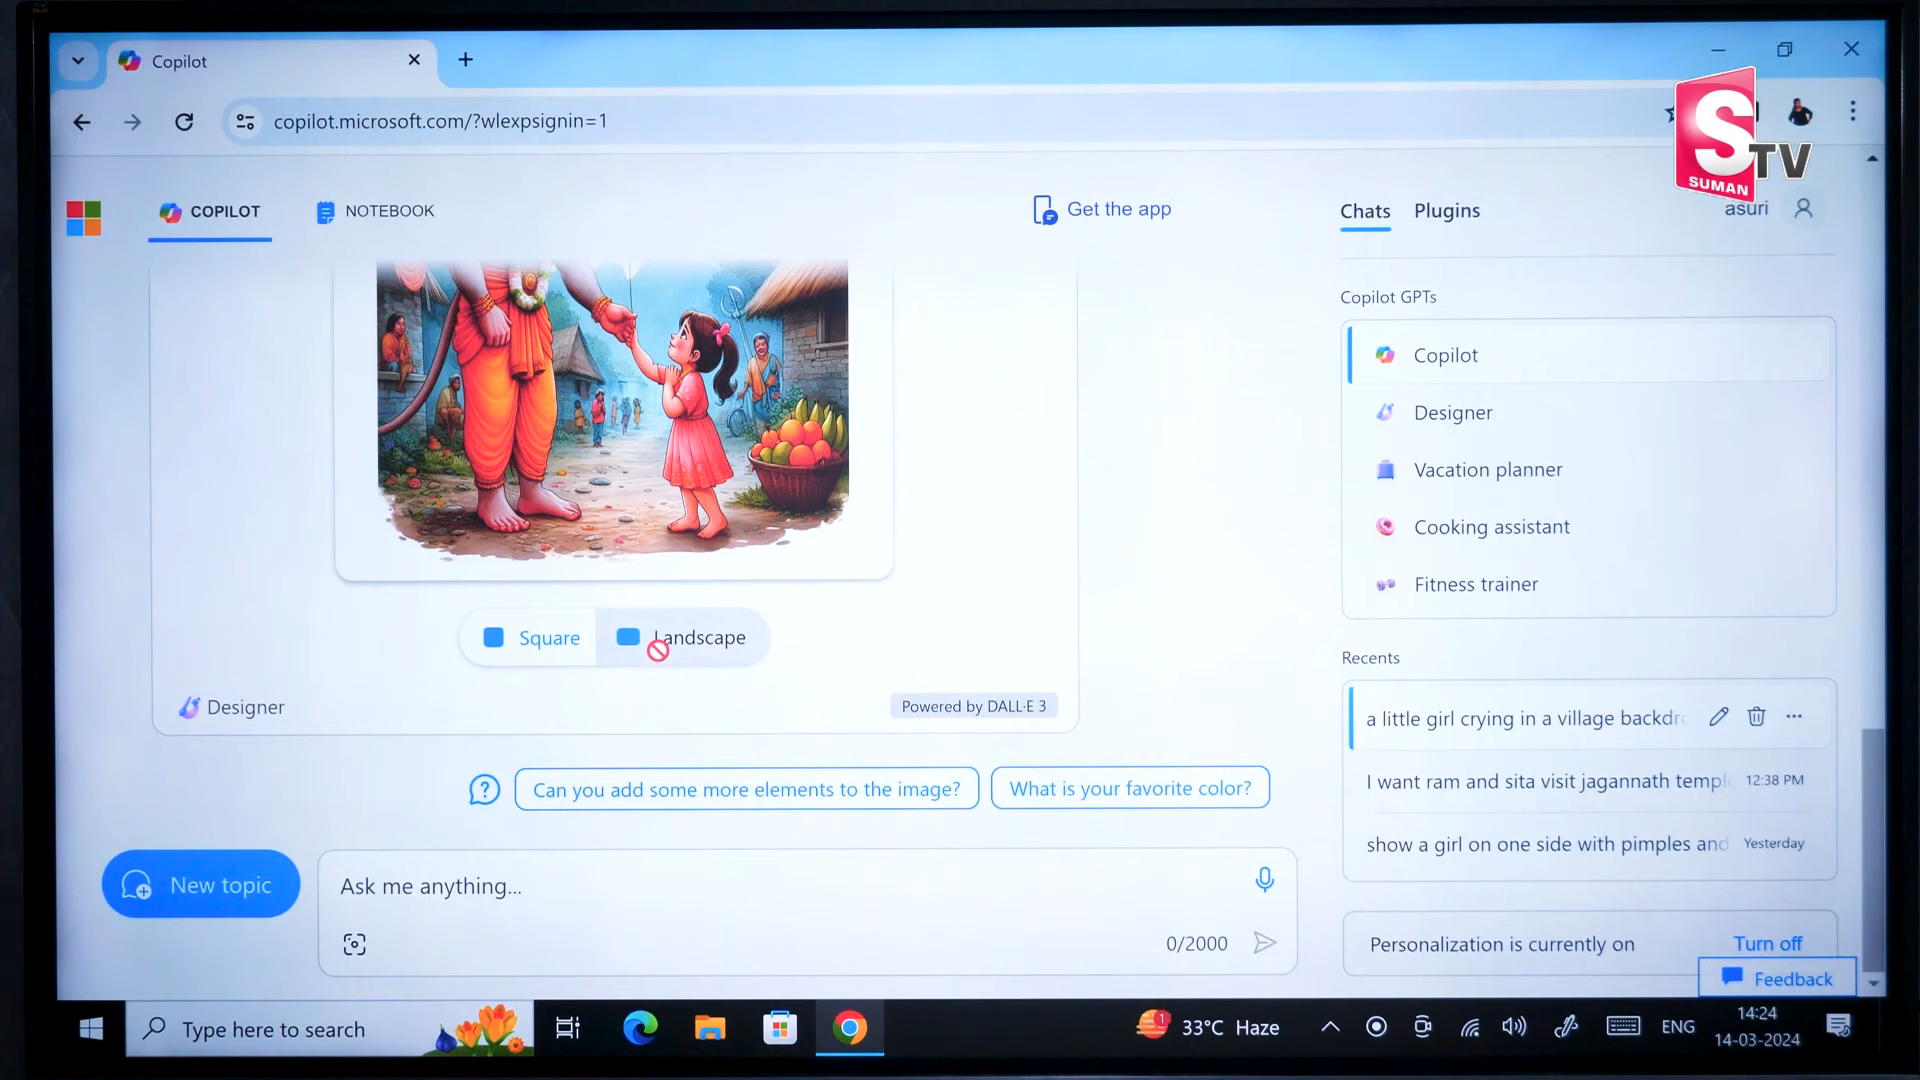 Copilot
copilot.microsoft.com/?wlexpsignin=1
S
TV
SUMAN
COPILOT
NOTEBOOK
Get the app
Chats
Plugins
asuri
Copilot GPTs
Copilot
Designer
Vacation planner
Cooking assistant
Fitness trainer
Square
Landscape
Designer
Powered by DALL·E 3
Recents
a little girl crying in a village backdro
I want ram and sita visit jagannath temple 12:38 PM
show a girl on one side with pimples and Yesterday
Can you add some more elements to the image?
What is your favorite color?
New topic
Ask me anything...
0/2000
Personalization is currently on
Turn off
Feedback
Type here to search
1
33°C Haze
ENG
14:24
14-03-2024